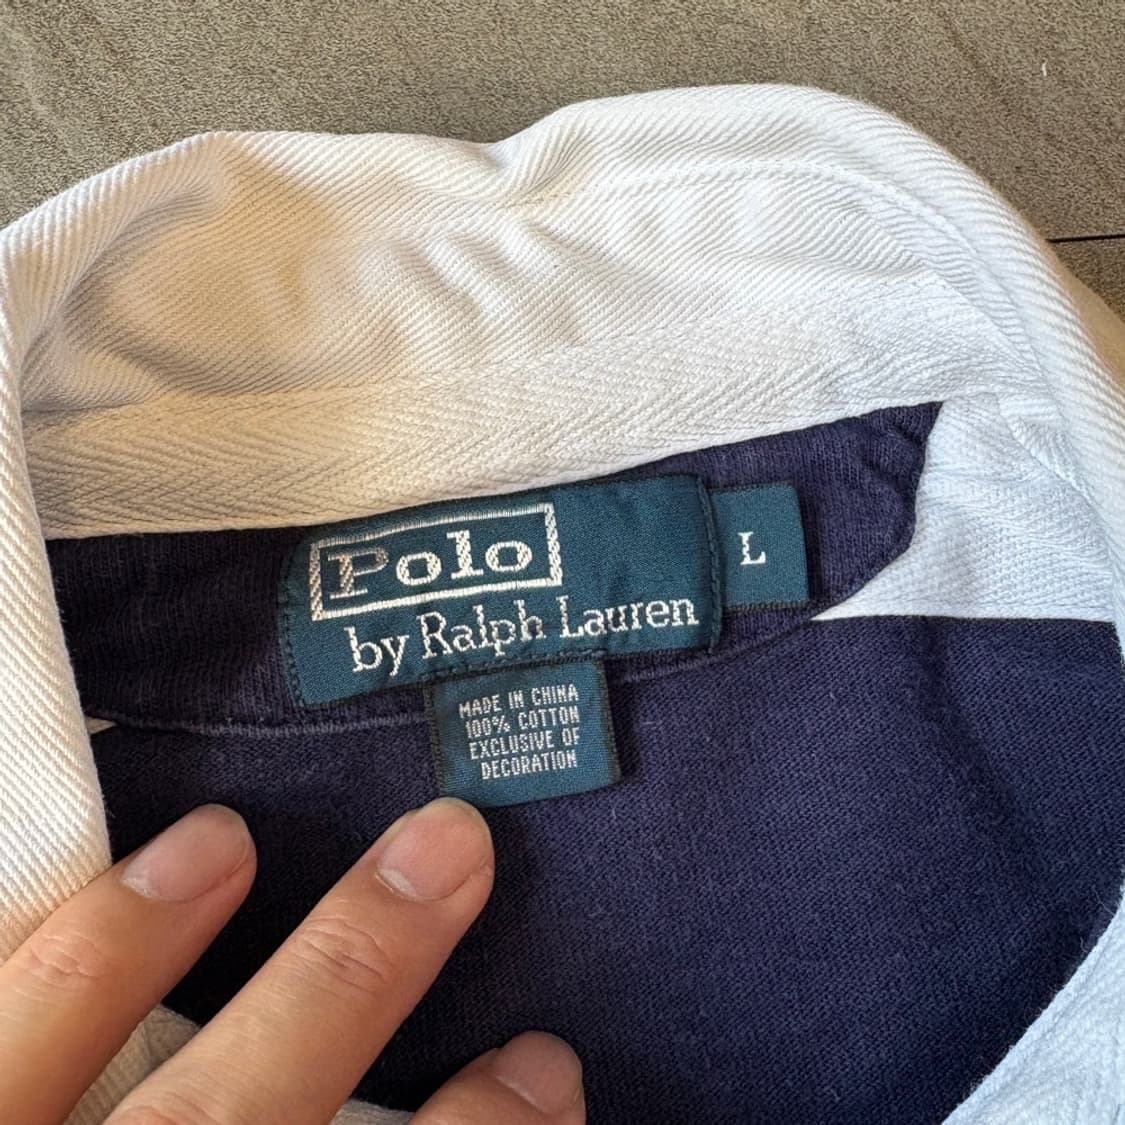 Polo
by Ralph Lauren
L
MADE IN CHINA
100% COTTON
EXCLUSIVE OF
DECORATION